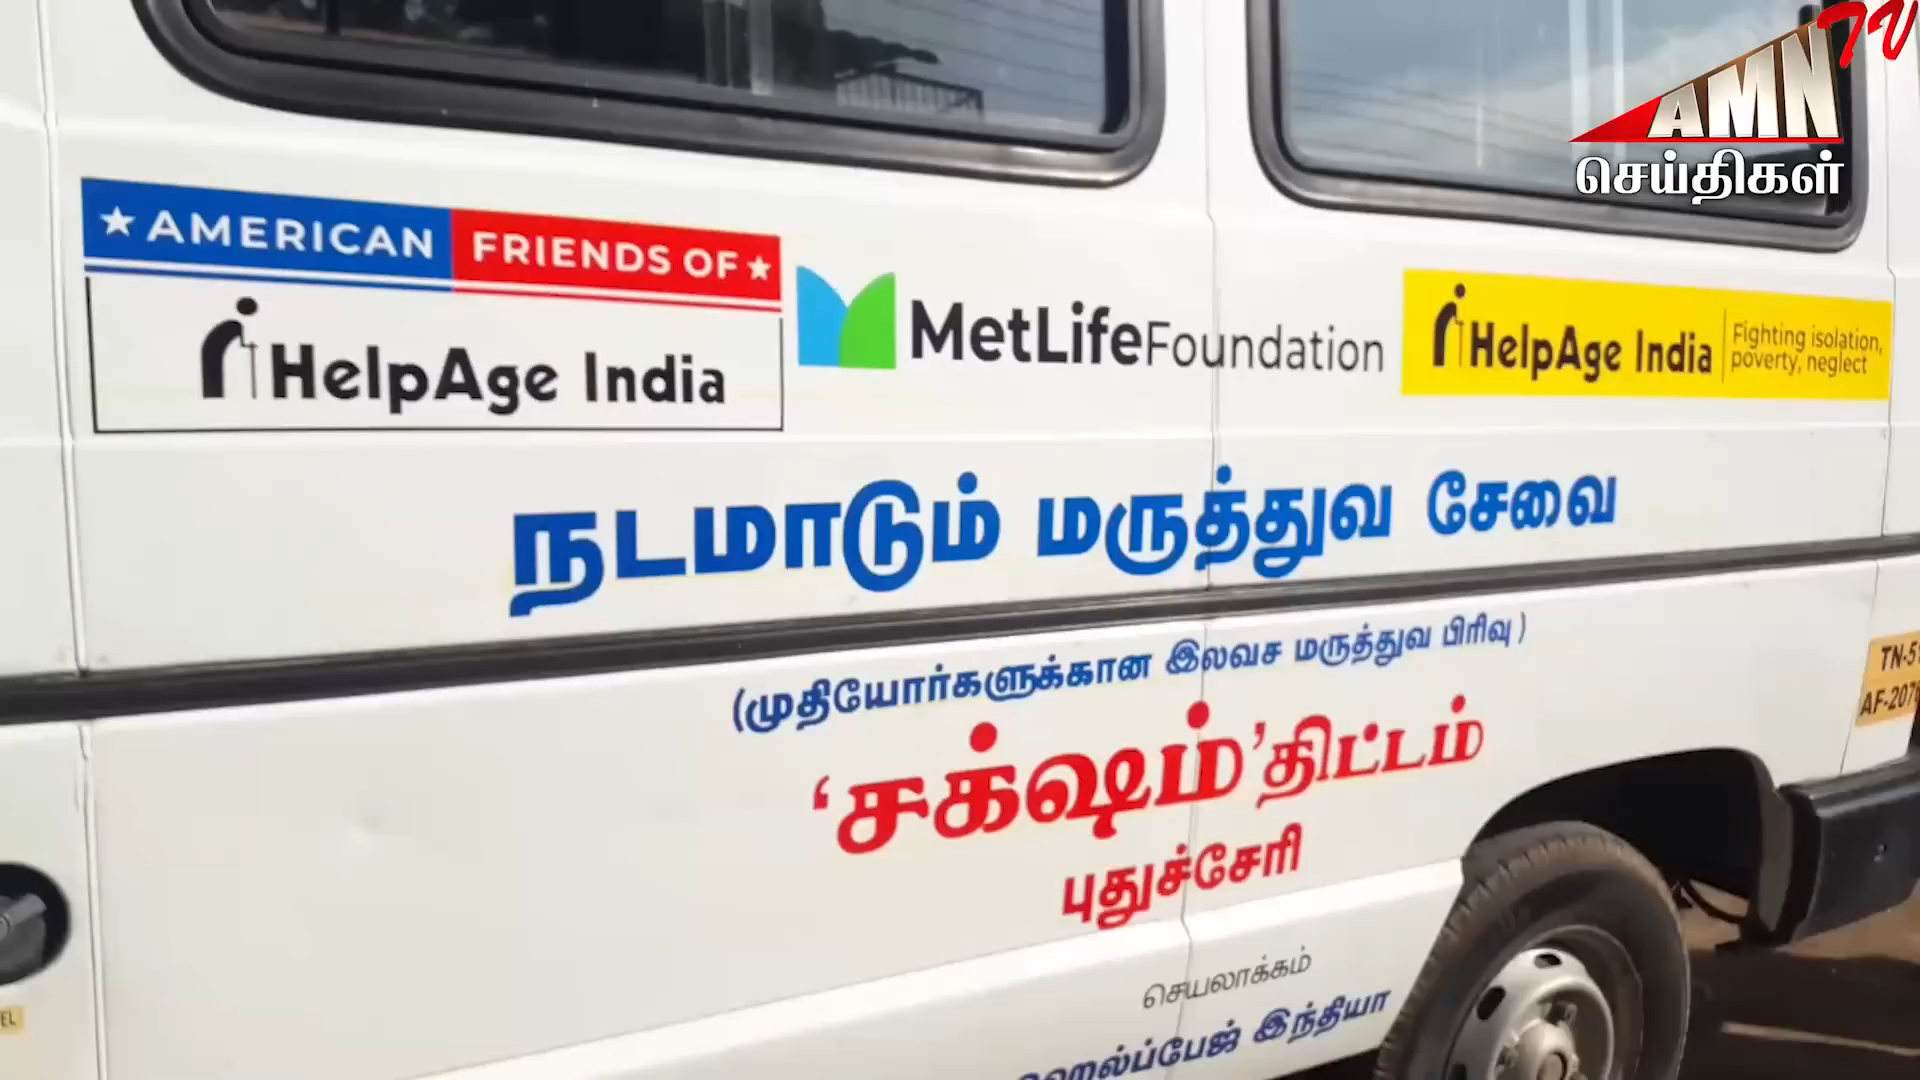 AMN TV
செய்திகள்
★ AMERICAN FRIENDS OF ★
HelpAge India
MetLife Foundation
HelpAge India
Fighting isolation,
poverty, neglect
நடமாடும் மருத்துவ சேவை
(முதியோர்களுக்கான இலவச மருத்துவ பிரிவு)
‘சக்ஷம்’திட்டம்
புதுச்சேரி
செயலாக்கம்
ஹெல்ப்பேஜ் இந்தியா